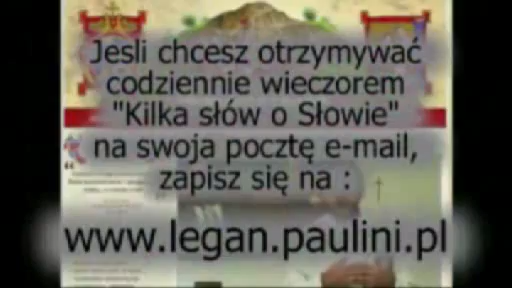 Jesli chcesz otrzymywać
codziennie wieczorem
"Kilka słów o Słowie"
na swoja pocztę e-mail,
zapisz się na :
www.legan.paulini.pl